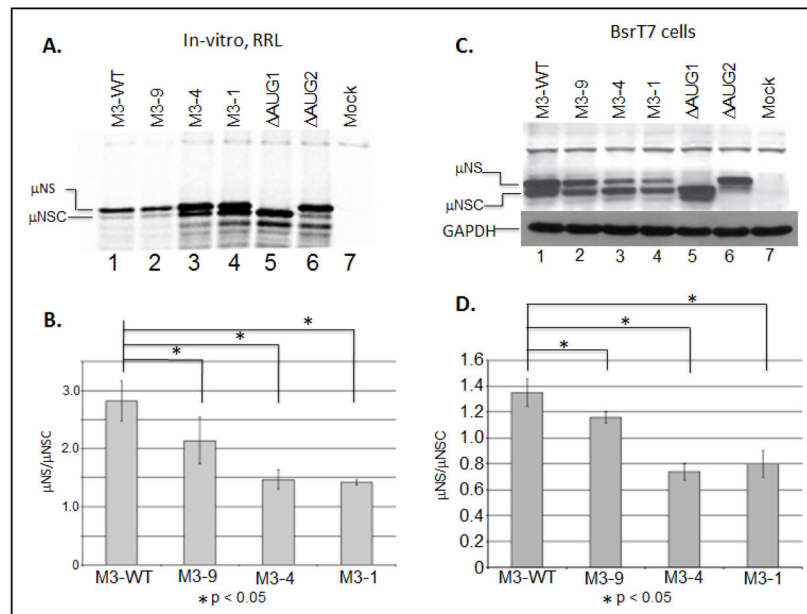 A.
In-vitro, RRL
M3-WT
M3-9
M3-4
M3-1
ΔAUG1
ΔAUG2
Mock
μNS
μNSC
1 2 3 4 5 6 7
B.
* * *
μNS/μNSC
3.0
2.0
1.0
0
M3-WT M3-9 M3-4 M3-1
* p < 0.05
C.
BsrT7 cells
M3-WT
M3-9
M3-4
M3-1
ΔAUG1
ΔAUG2
Mock
μNS
μNSC
GAPDH
1 2 3 4 5 6 7
D.
* * *
μNS/μNSC
1.6
1.4
1.2
1.0
0.8
0.6
0.4
0.2
0
M3-WT M3-9 M3-4 M3-1
* p < 0.05